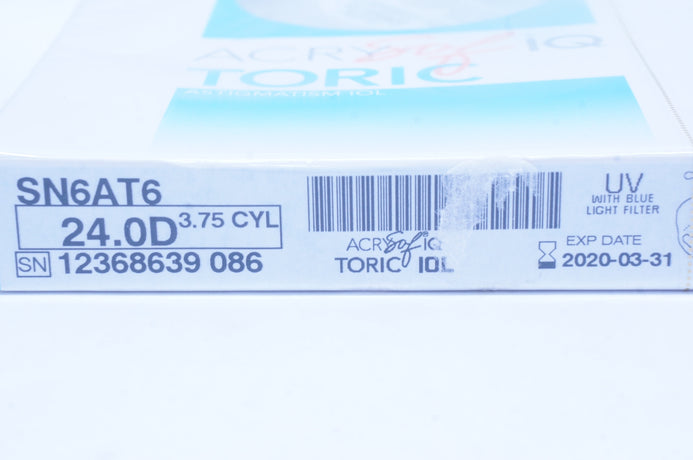 ACRYSof IQ
TORIC
ASTIGMATISM IOL
SN6AT6
24.0D 3.75 CYL
SN 12368639 086
ACRYSof® IQ
TORIC IOL
UV
WITH BLUE
LIGHT FILTER
EXP DATE
2020-03-31